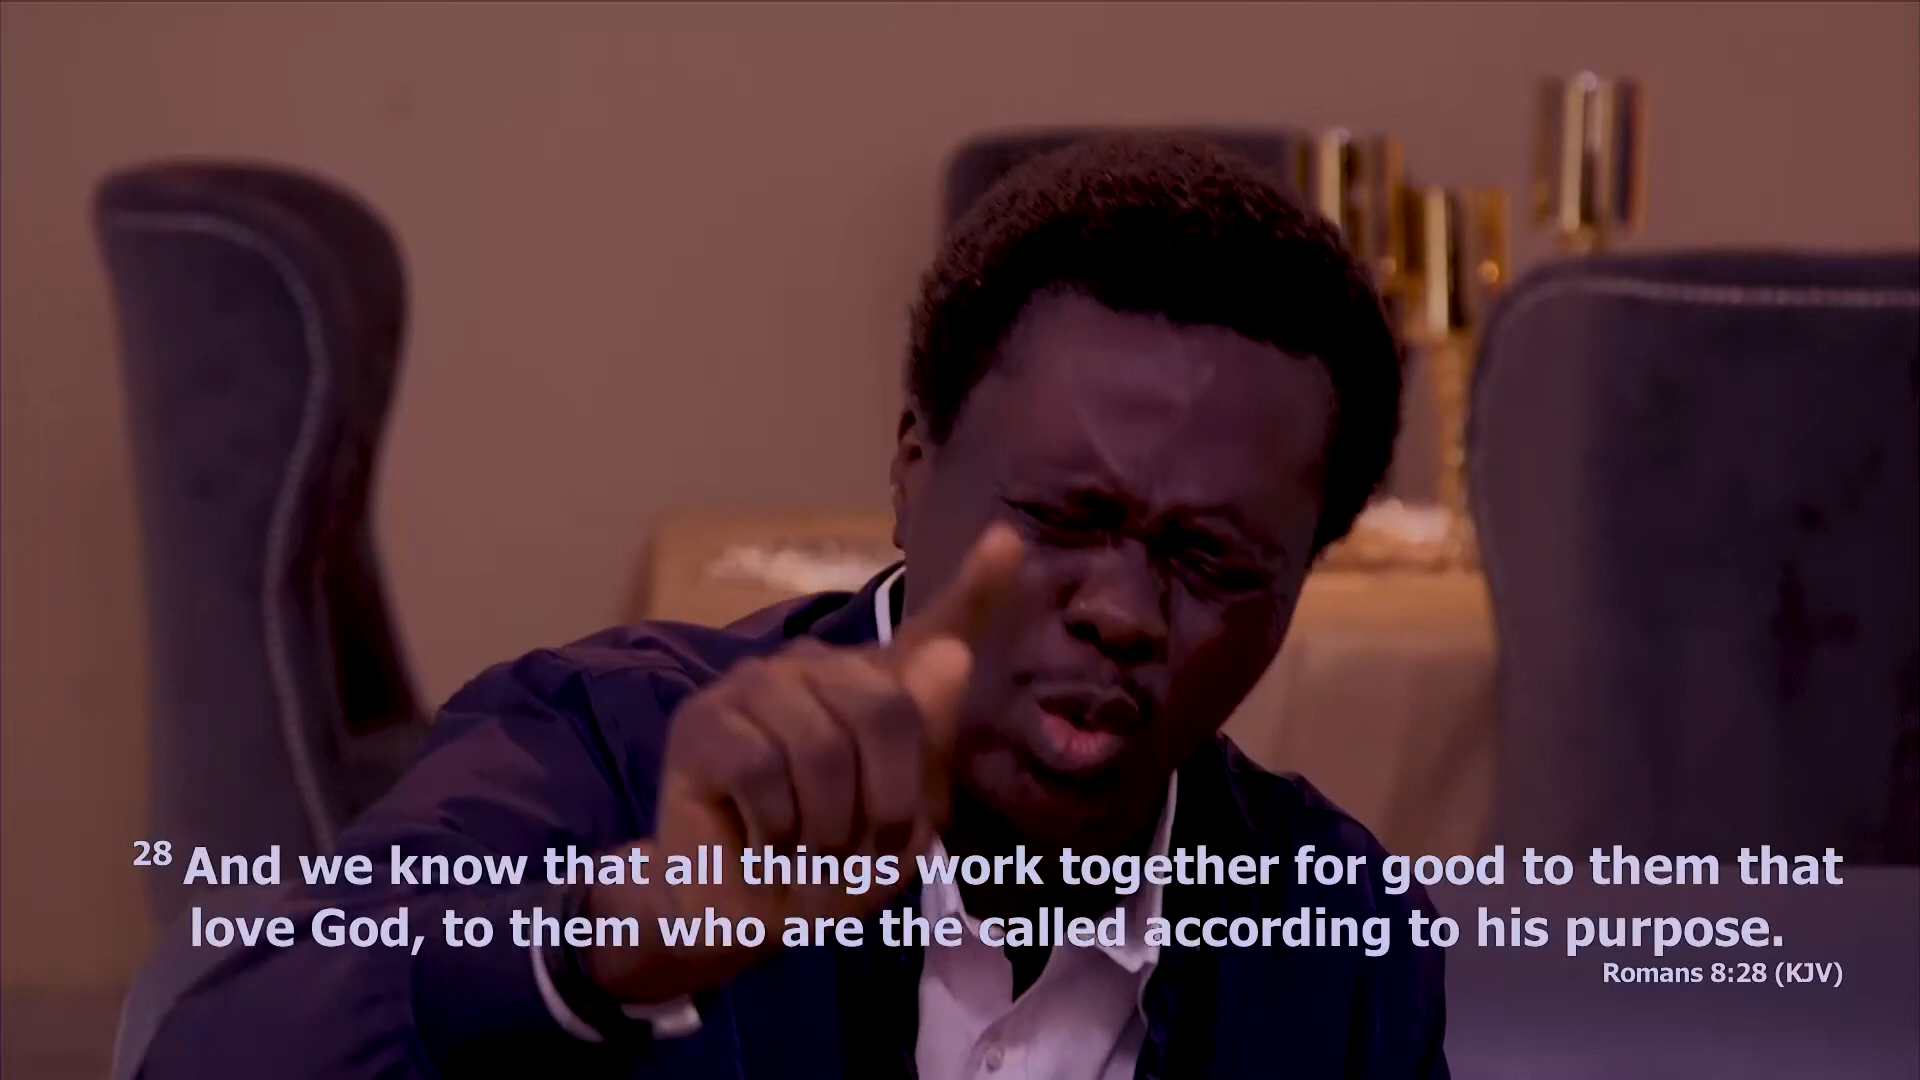 28 And we know that all things work together for good to them that
love God, to them who are the called according to his purpose.
Romans 8:28 (KJV)